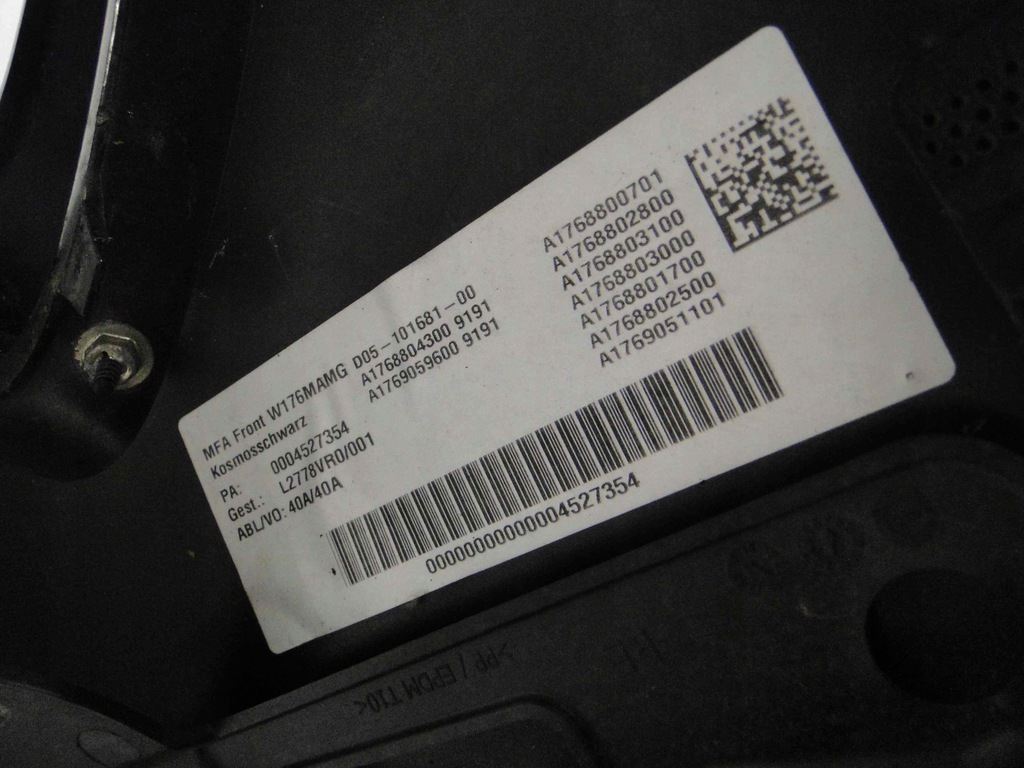 MFA Front W176MAMG D05-101681-00
Kosmosschwarz A1768804300 9191
A1769059600 9191
PA: 0004527354
Gest.: L2778VR0/001
ABL/VO: 40A/40A
A1768800701
A1768802800
A1768803100
A1768803000
A1768801700
A1768802500
A1769051101
00000000000004527354
>PP / EPDM T10<